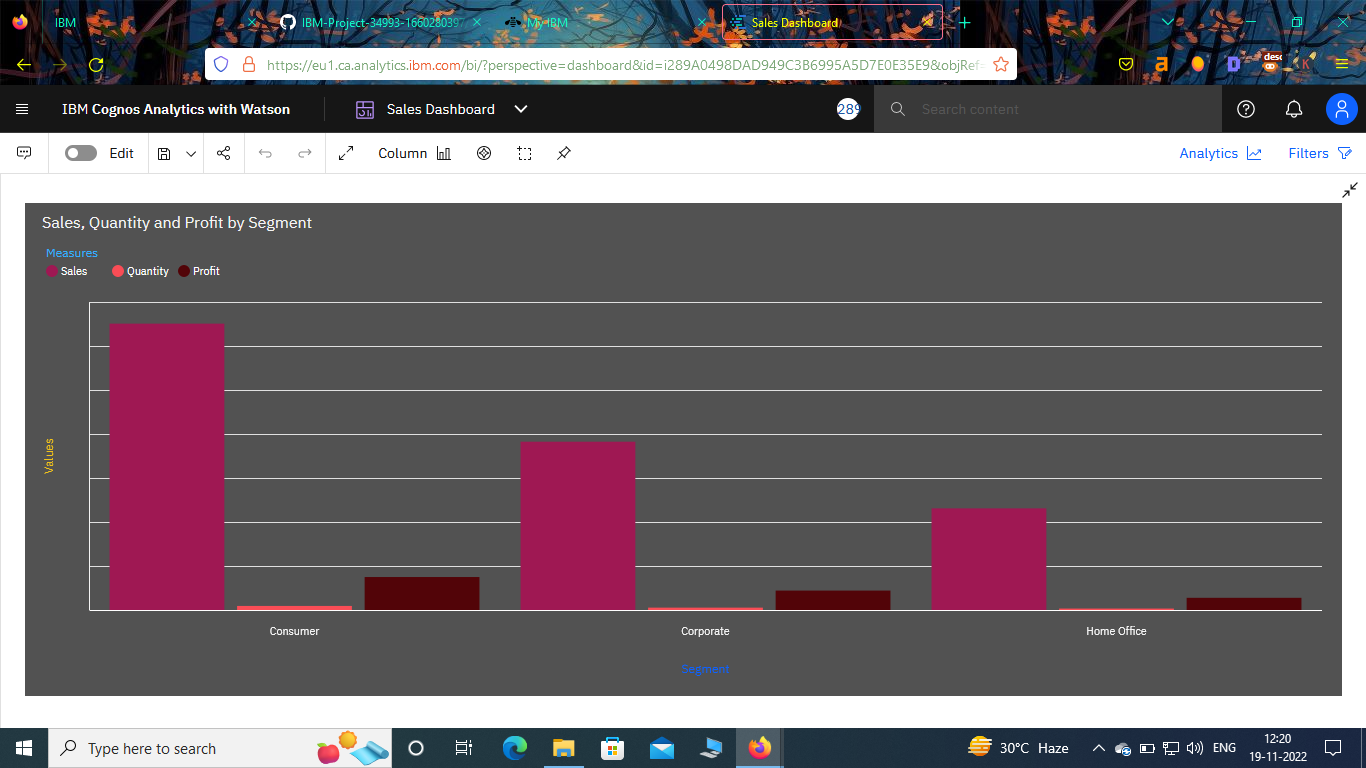 IBM
IBM-Project-34993-1660280397
My IBM
Sales Dashboard
https://eu1.ca.analytics.ibm.com/bi/?perspective=dashboard&id=i289A0498DAD949C3B6995A5D7E0E35E9&objRef=
desc
IBM Cognos Analytics with Watson
Sales Dashboard
289
Search content
Edit
Column
Analytics
Filters
Sales, Quantity and Profit by Segment
Measures
Sales Quantity Profit
Values
Consumer Corporate Home Office
Segment
Type here to search
30°C Haze
ENG
12:20
19-11-2022